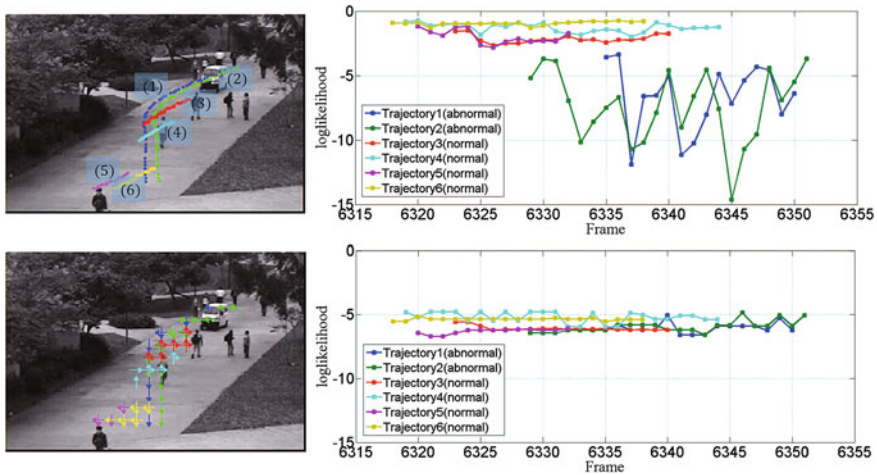 (1)
(2)
(3)
(4)
(5)
(6)
0
-5
-10
-15
loglikelihood
Trajectory1(abnormal)
Trajectory2(abnormal)
Trajectory3(normal)
Trajectory4(normal)
Trajectory5(normal)
Trajectory6(normal)
6315 6320 6325 6330 6335 6340 6345 6350 6355
Frame
0
-5
-10
-15
loglikelihood
Trajectory1(abnormal)
Trajectory2(abnormal)
Trajectory3(normal)
Trajectory4(normal)
Trajectory5(normal)
Trajectory6(normal)
6315 6320 6325 6330 6335 6340 6345 6350 6355
Frame